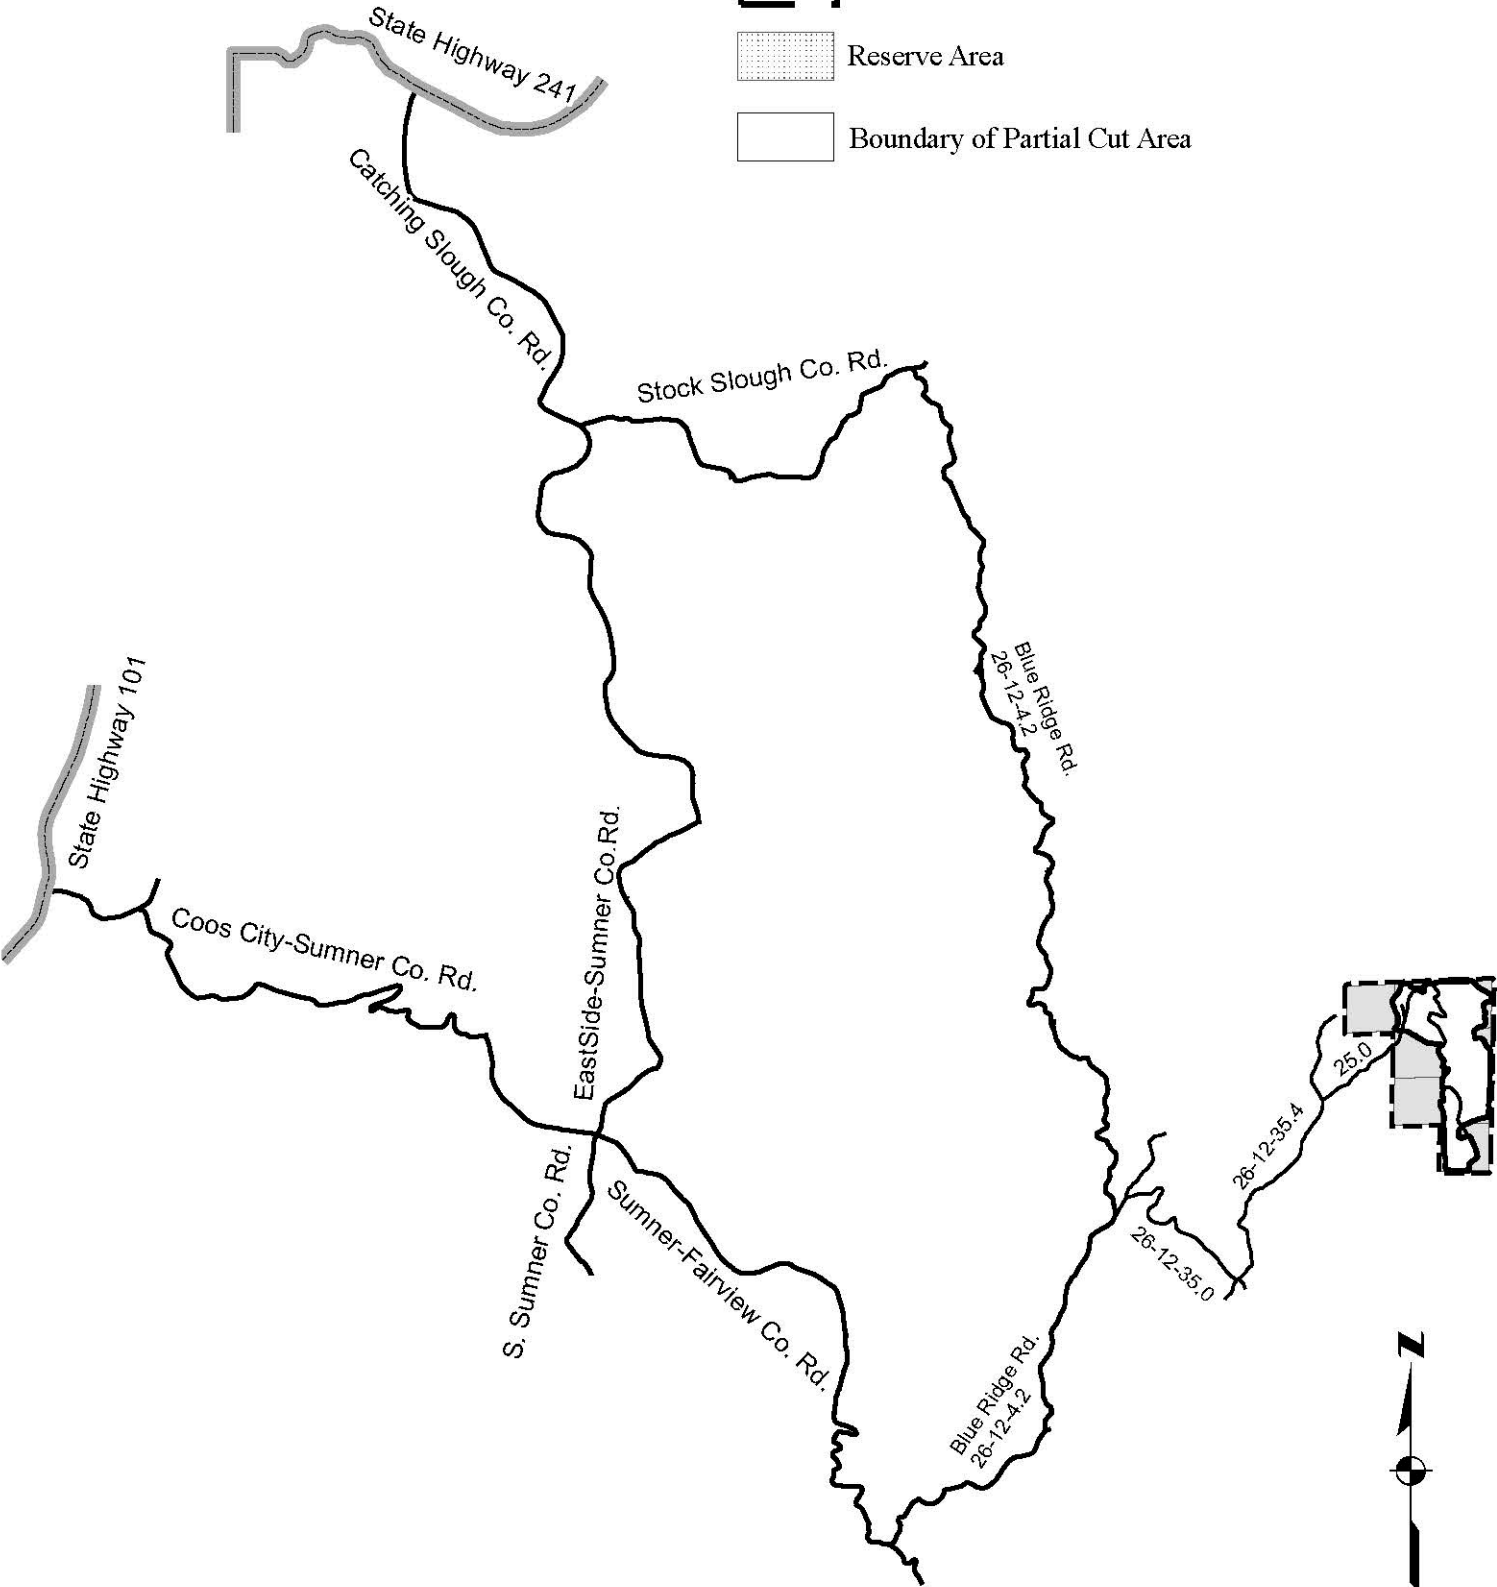 State Highway 241
Reserve Area
Boundary of Partial Cut Area
Catching Slough Co. Rd.
Stock Slough Co. Rd.
Blue Ridge Rd.
26-12-4.2
State Highway 101
EastSide-Sumner Co.Rd.
Coos City-Sumner Co. Rd.
25.0
26-12-35.4
S. Sumner Co. Rd.
Sumner-Fairview Co. Rd.
26-12-35.0
Blue Ridge Rd.
26-12-4.2
N